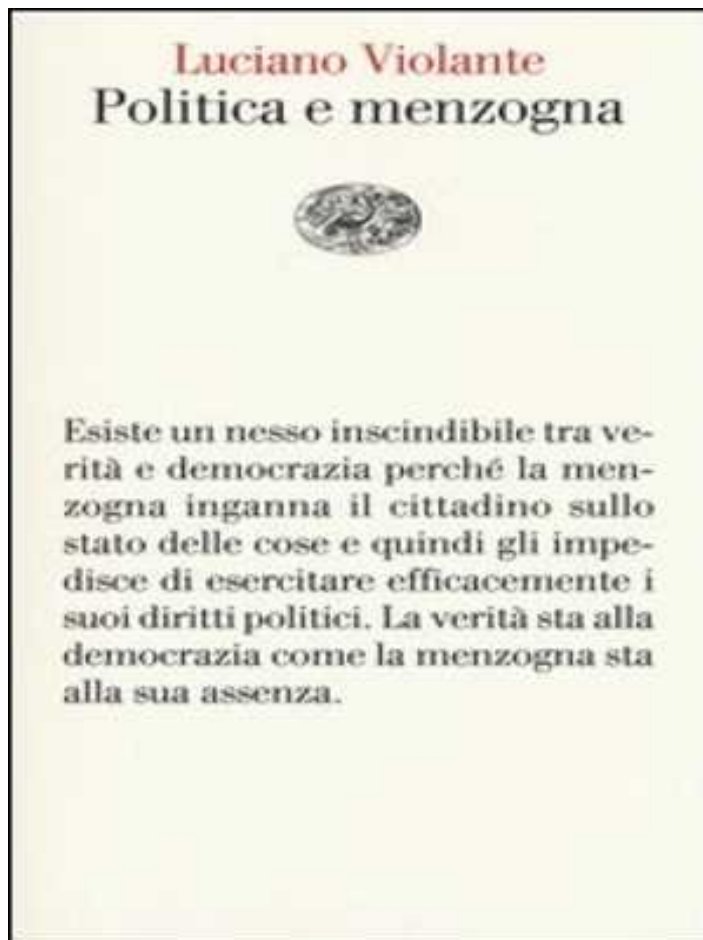 Luciano Violante
Politica e menzogna
Esiste un nesso inscindibile tra ve-
rità e democrazia perché la men-
zogna inganna il cittadino sullo
stato delle cose e quindi gli impe-
disce di esercitare efficacemente i
suoi diritti politici. La verità sta alla
democrazia come la menzogna sta
alla sua assenza.